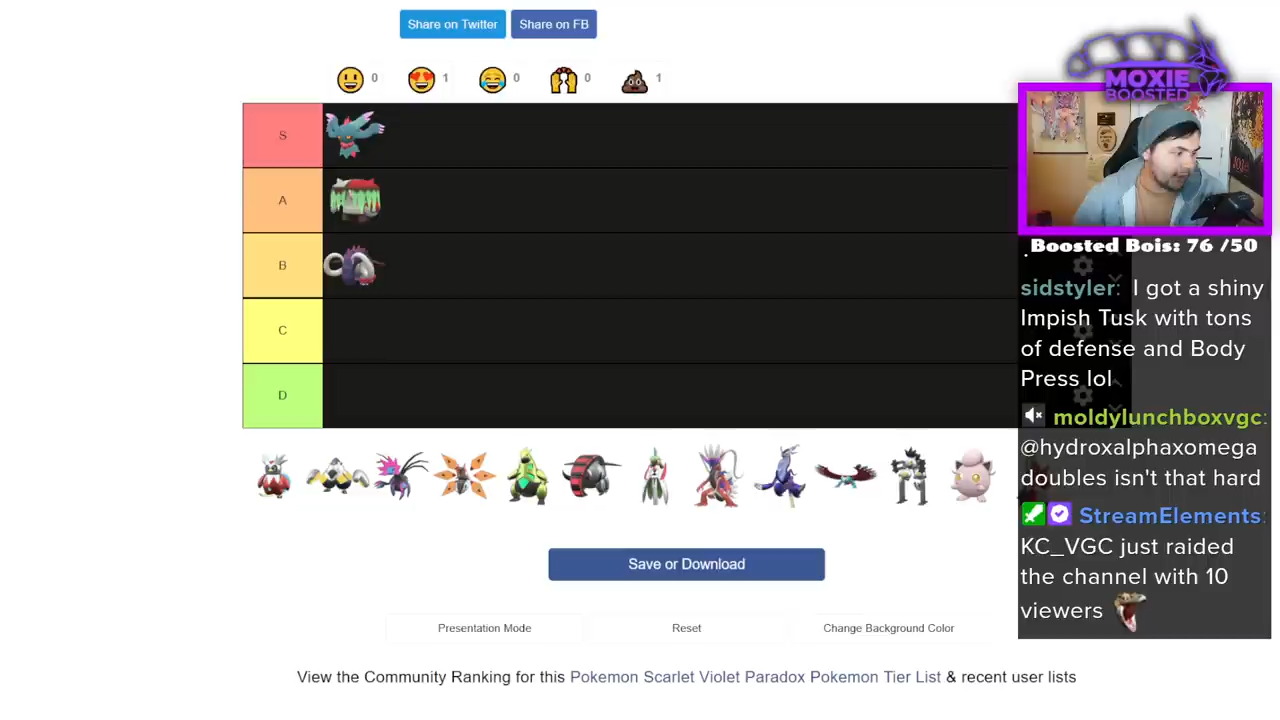 Share on Twitter
Share on FB
0
1
0
0
1
S
A
B
C
D
MOXIE
BOOSTED
Boosted Bois: 76 /50
sidstyler: I got a shiny
Impish Tusk with tons
of defense and Body
Press lol
moldylunchboxvgc:
@hydroxalphaxomega
doubles isn't that hard
StreamElements:
KC_VGC just raided
the channel with 10
viewers
Save or Download
Presentation Mode
Reset
Change Background Color
View the Community Ranking for this Pokemon Scarlet Violet Paradox Pokemon Tier List & recent user lists